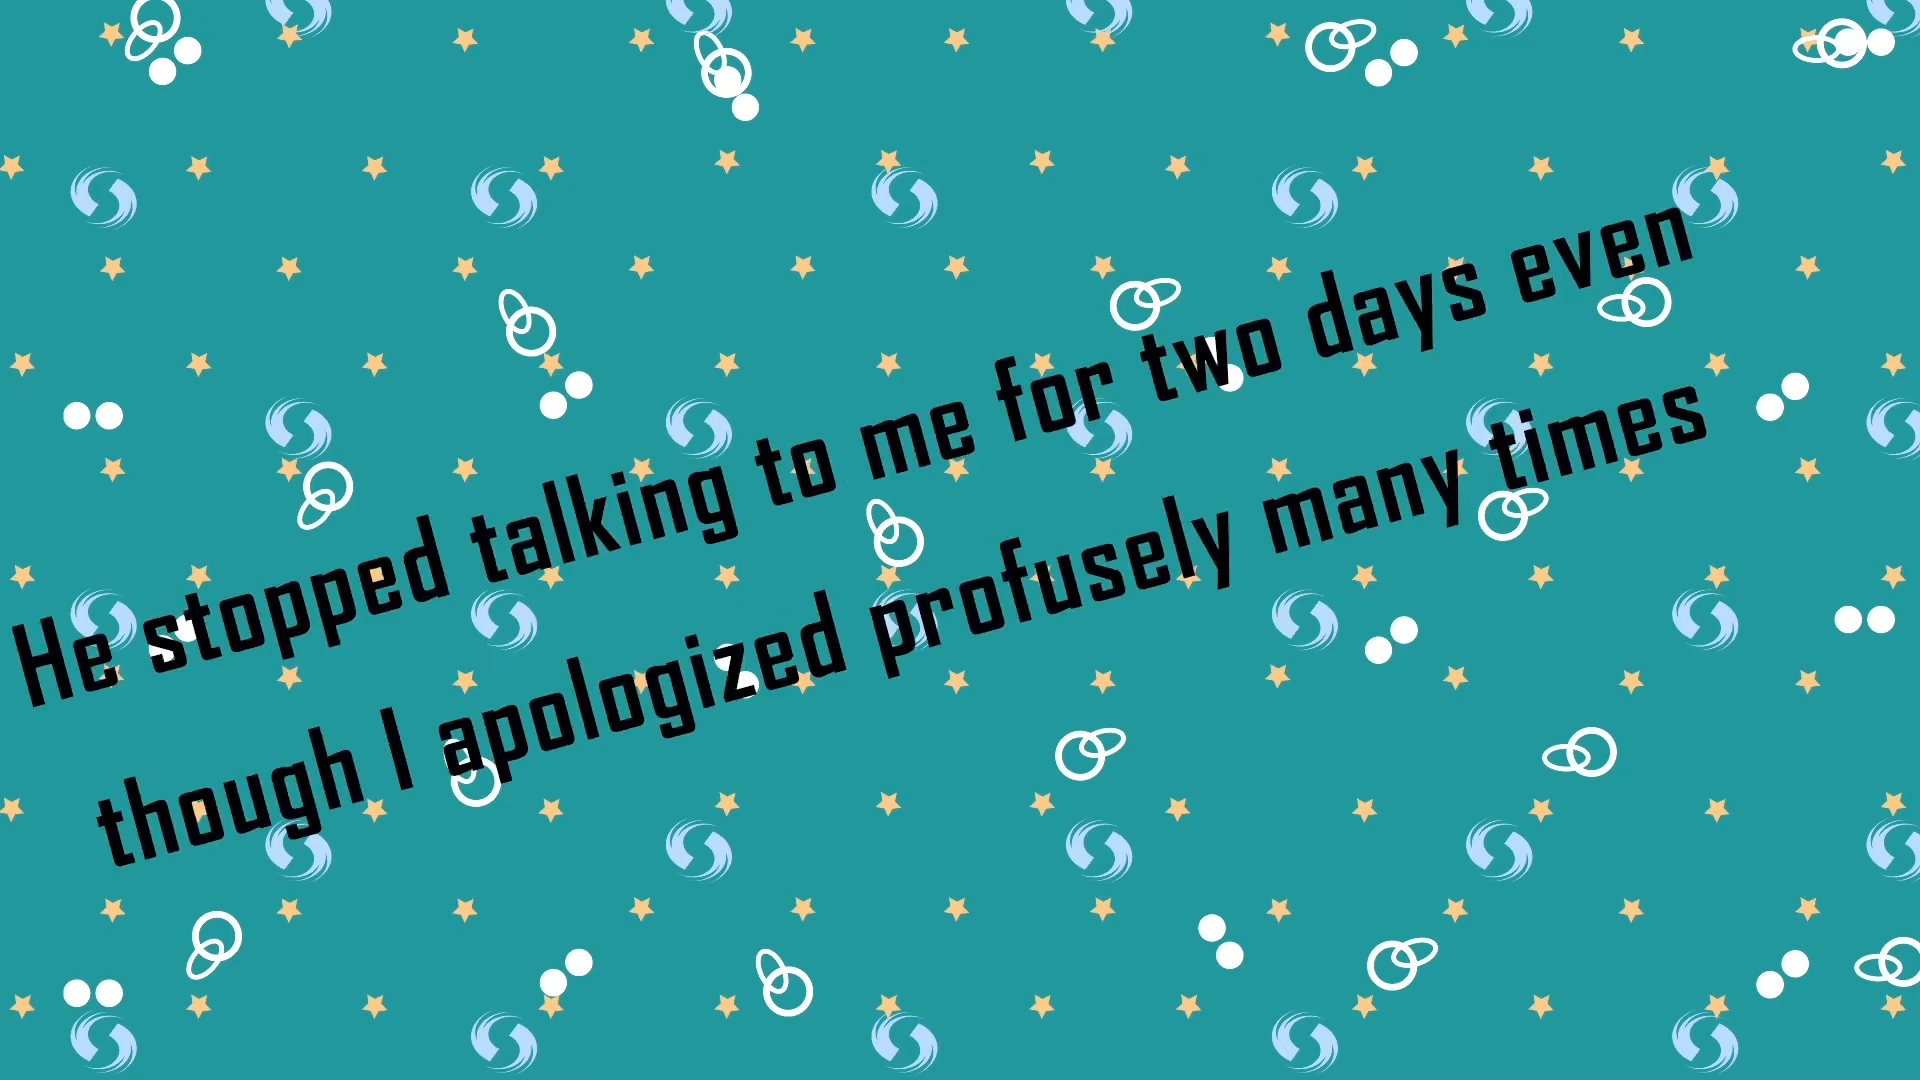 He stopped talking to me for two days even
though I apologized profusely many times